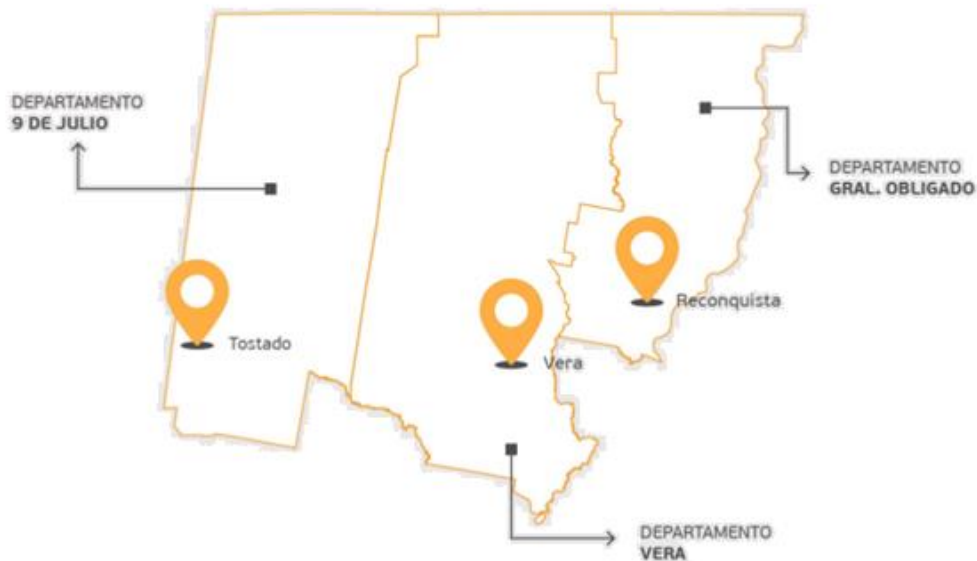 DEPARTAMENTO
9 DE JULIO
DEPARTAMENTO
GRAL. OBLIGADO
Reconquista
Tostado
Vera
DEPARTAMENTO
VERA